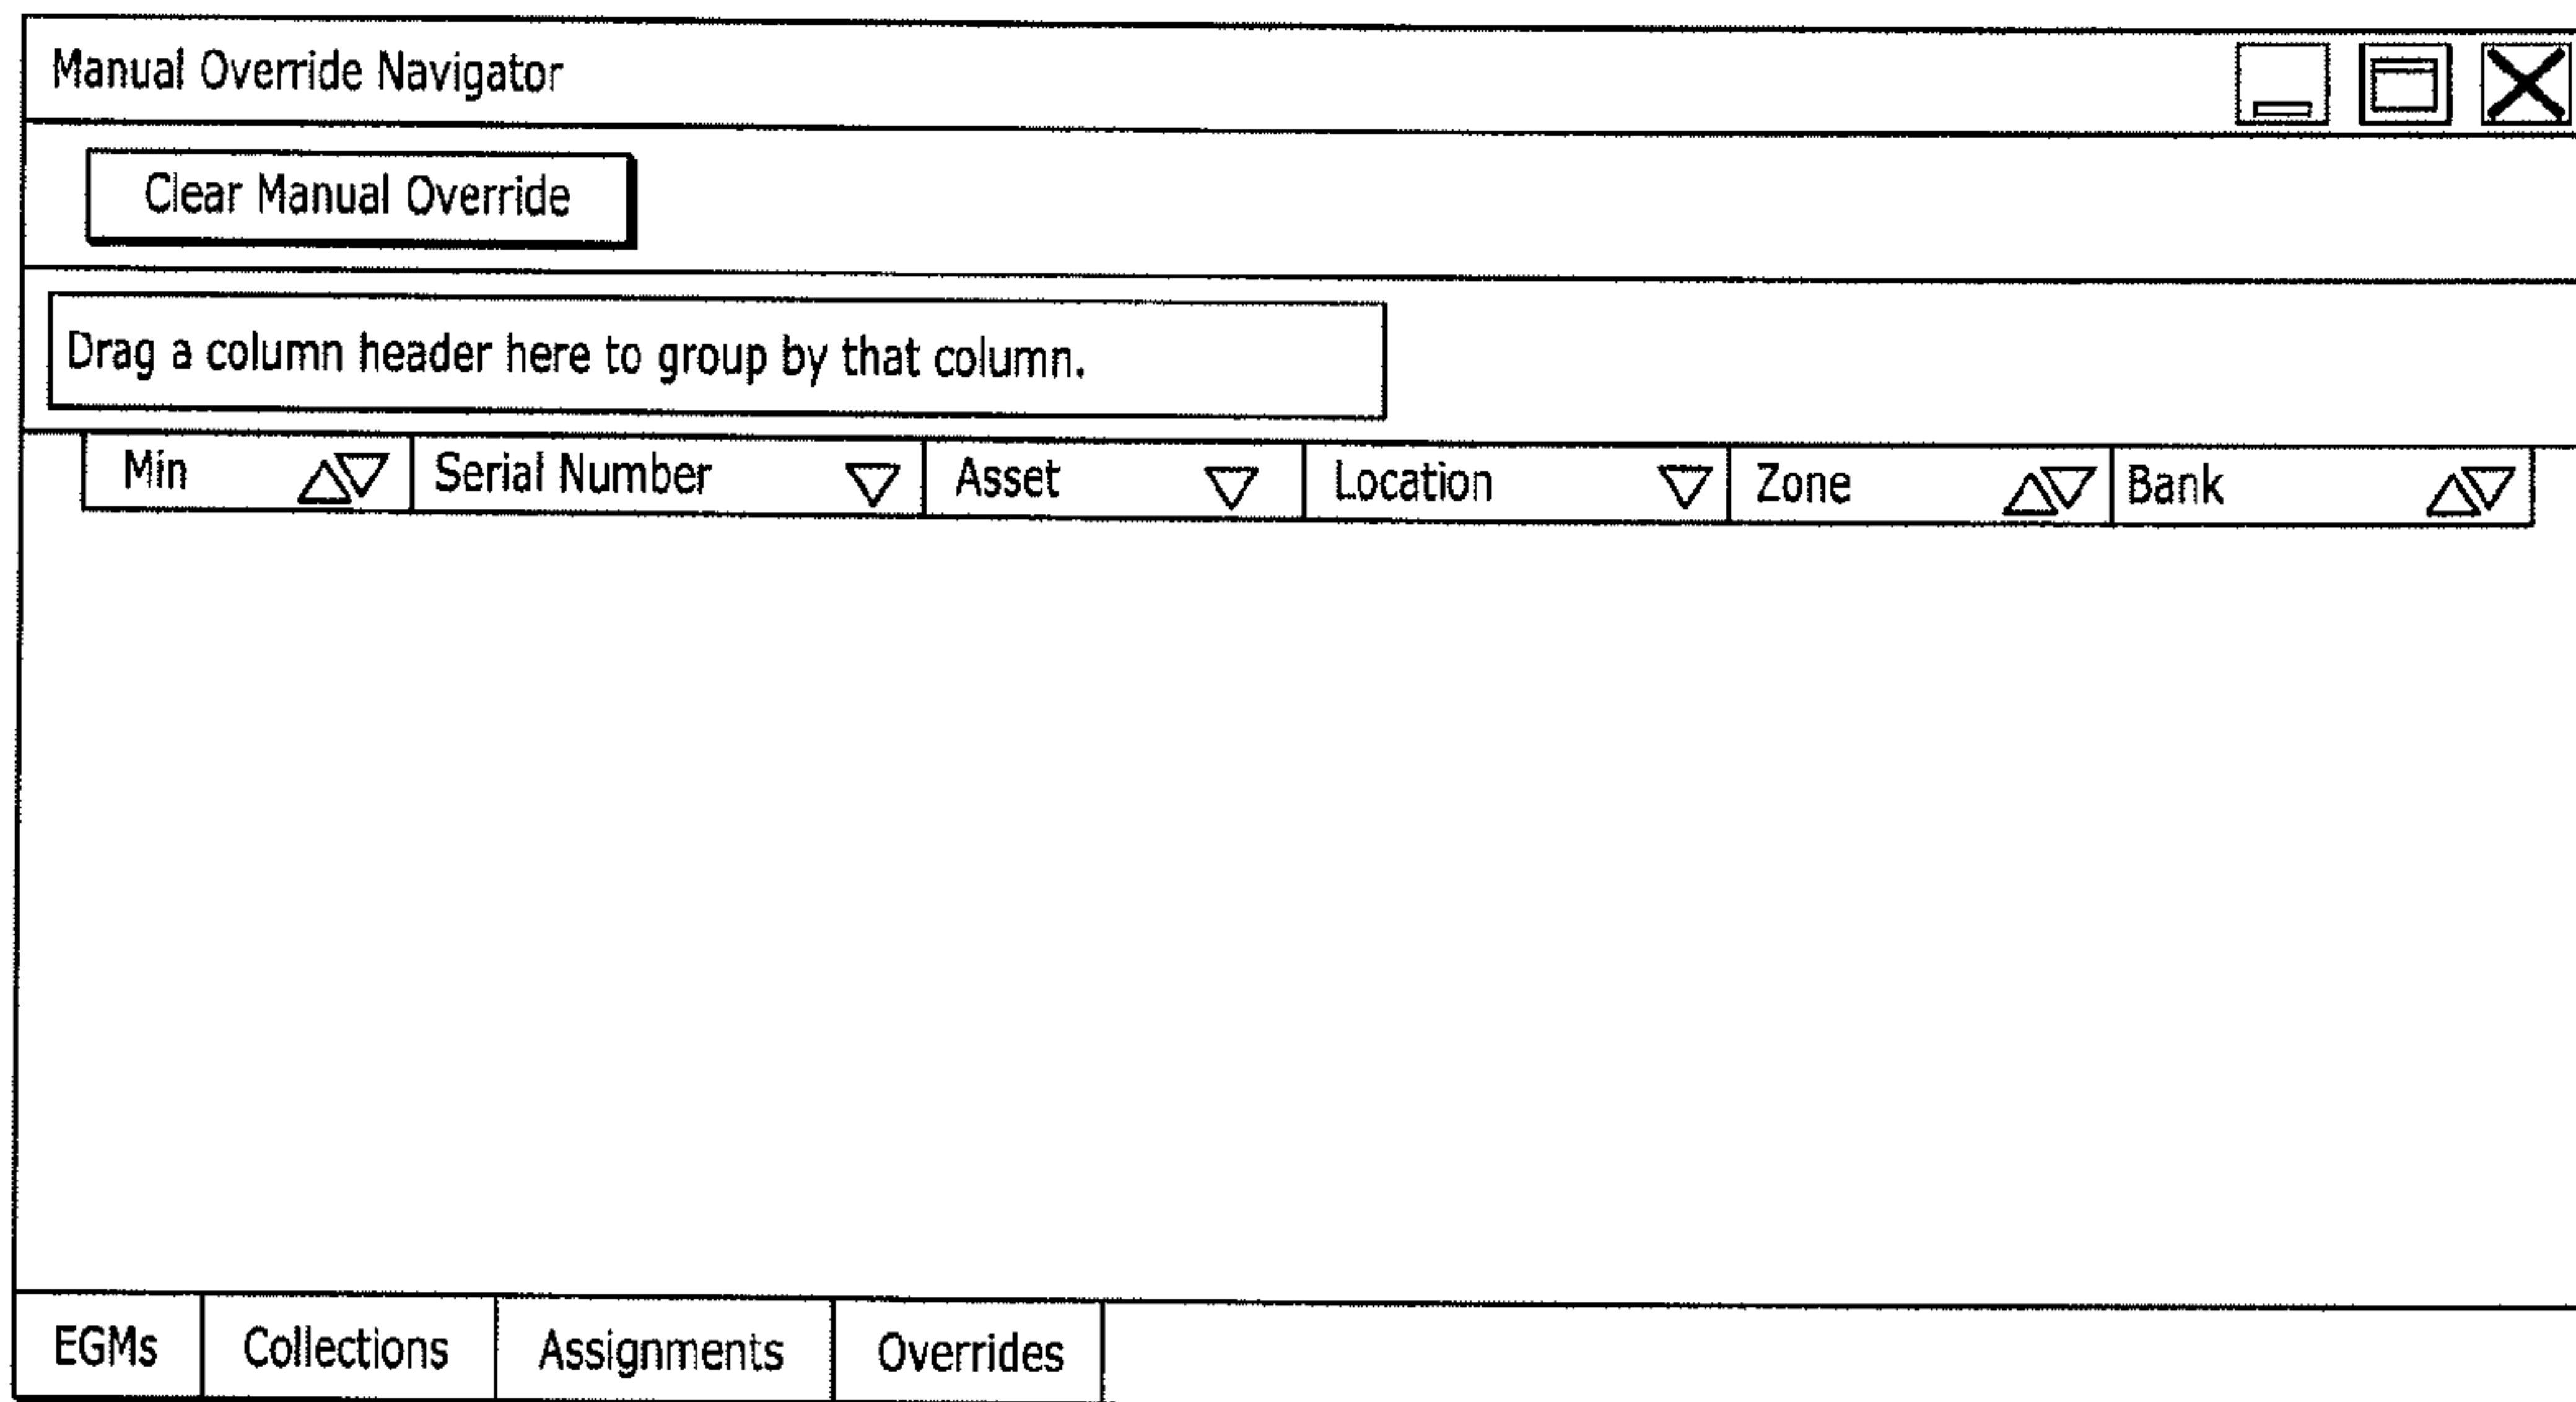 Manual Override Navigator
Clear Manual Override
Drag a column header here to group by that column.
Min Serial Number Asset Location Zone Bank
EGMs Collections Assignments Overrides